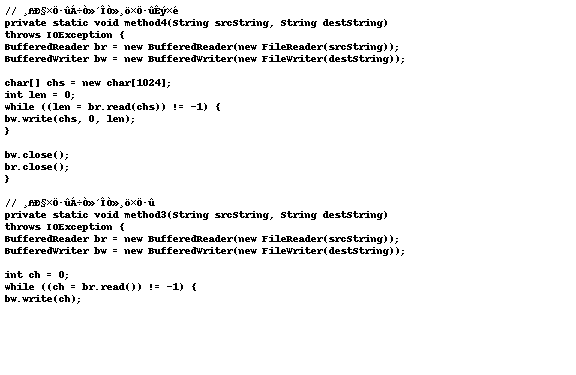 // ¸ßÐ§×Ö·ûÁ÷Ò»´ÎÒ»¸ö×Ö·ûÊý×é
private static void method4(String srcString, String destString)
throws IOException {
BufferedReader br = new BufferedReader(new FileReader(srcString));
BufferedWriter bw = new BufferedWriter(new FileWriter(destString));
char[] chs = new char[1024];
int len = 0;
while ((len = br.read(chs)) != -1) {
bw.write(chs, 0, len);
}
bw.close();
br.close();
}
// ¸ßÐ§×Ö·ûÁ÷Ò»´ÎÒ»¸ö×Ö·û
private static void method3(String srcString, String destString)
throws IOException {
BufferedReader br = new BufferedReader(new FileReader(srcString));
BufferedWriter bw = new BufferedWriter(new FileWriter(destString));
int ch = 0;
while ((ch = br.read()) != -1) {
bw.write(ch);